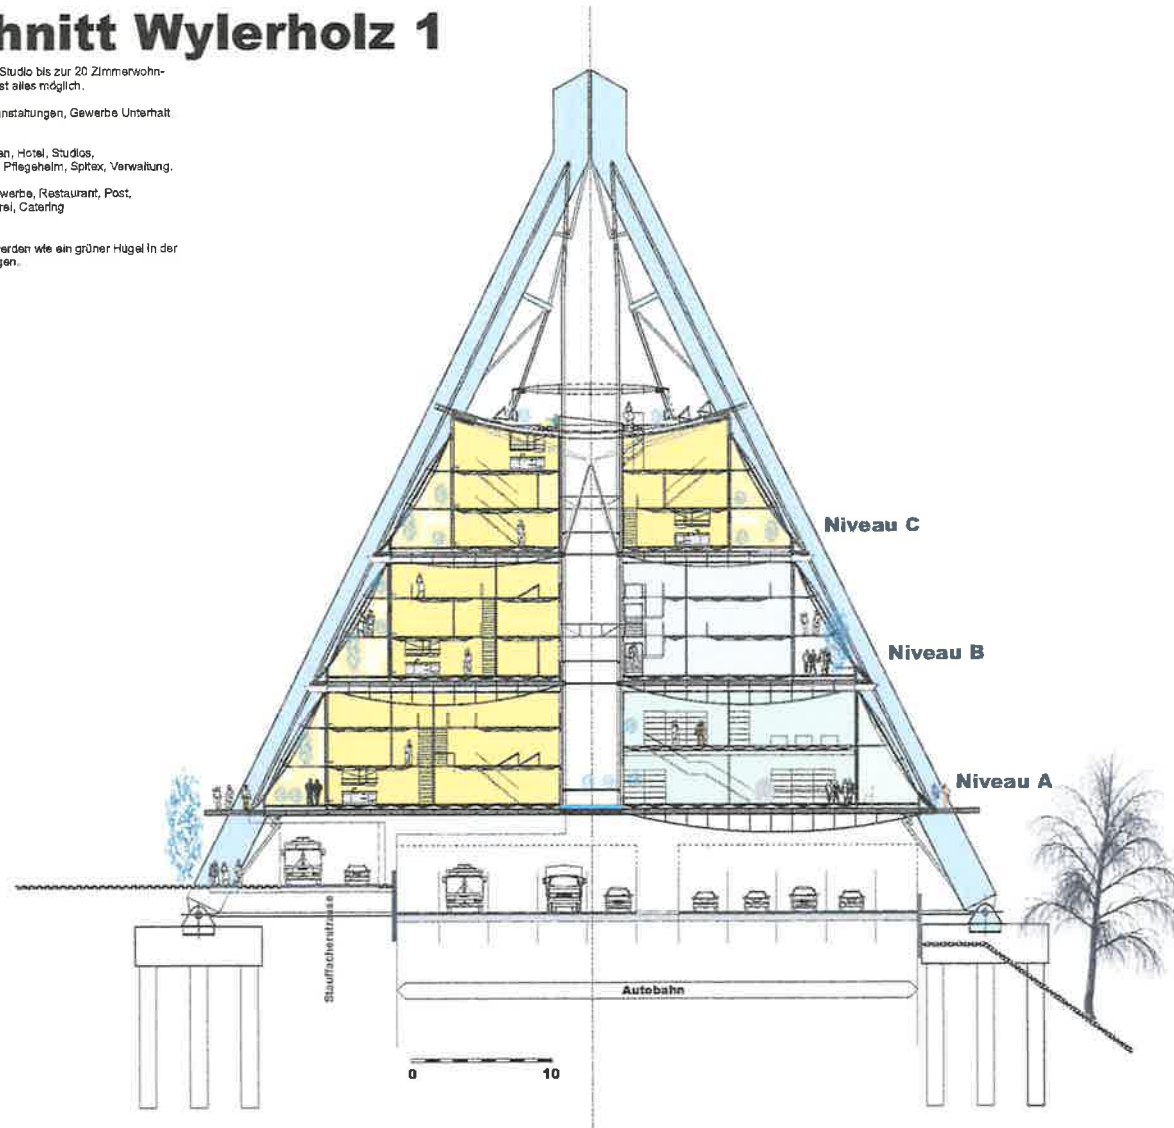 hnitt Wylerholz 1
Studio bis zur 20 Zimmerwohn-
st alles möglich.
nstaltungen, Gewerbe Unterhalt
en, Hotel, Studios,
Pflegeheim, Spitex, Verwaltung.
werbe, Restaurant, Post,
rei, Catering
erden wie ein grüner Hügel in der
gen.
Niveau C
Niveau B
Niveau A
Stauffacherstrasse
Autobahn
0 10